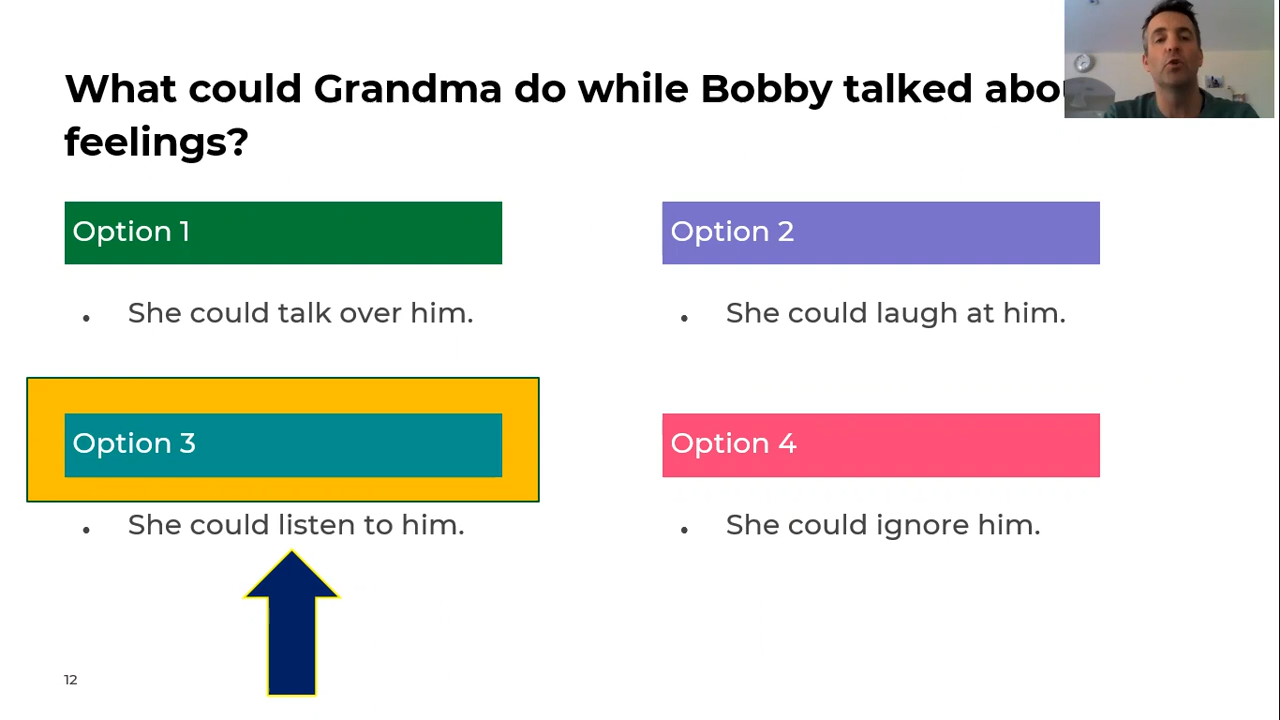 What could Grandma do while Bobby talked
feelings?
Option 1
She could talk over him.
Option 2
She could laugh at him.
Option 3
She could listen to him.
Option 4
She could ignore him.
12